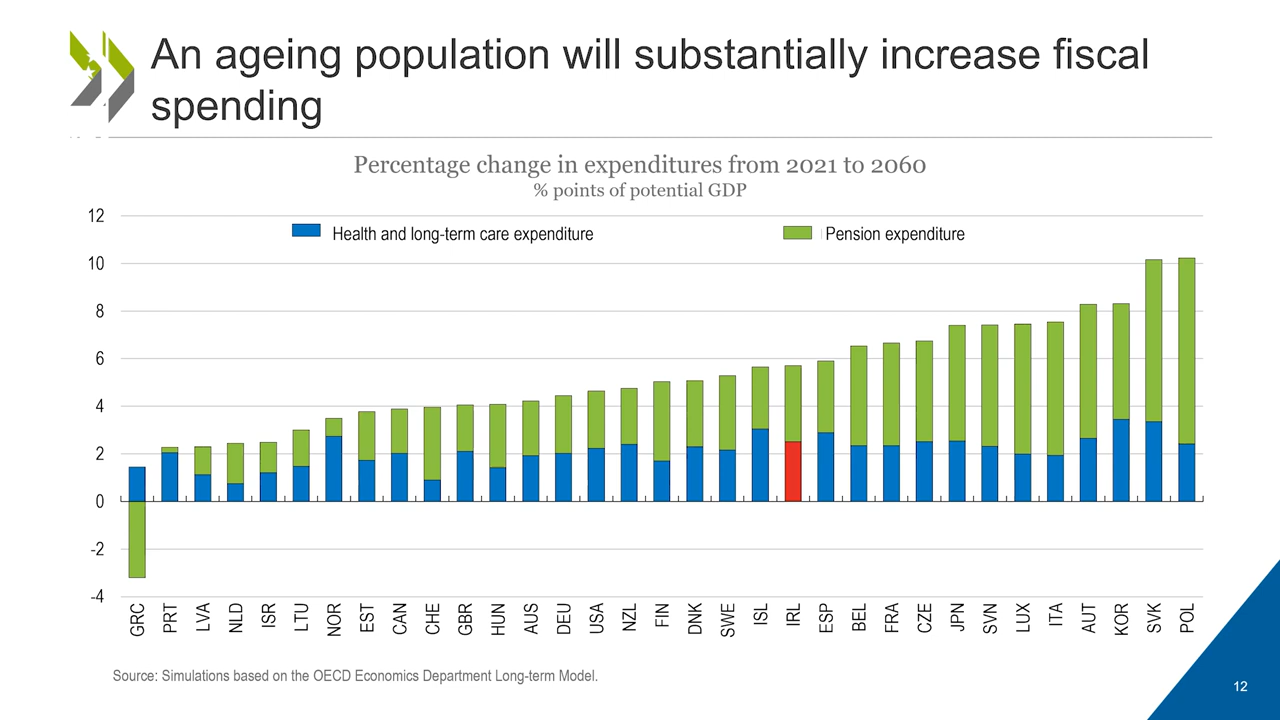 An ageing population will substantially increase fiscal
spending
Percentage change in expenditures from 2021 to 2060
% points of potential GDP
12
Health and long-term care expenditure
Pension expenditure
10
8
6
4
2
0
-2
-4
GRC PRT LVA NLD ISR LTU NOR EST CAN CHE GBR HUN AUS DEU USA NZL FIN DNK SWE ISL IRL ESP BEL FRA CZE JPN SVN LUX ITA AUT KOR SVK POL
Source: Simulations based on the OECD Economics Department Long-term Model.
12